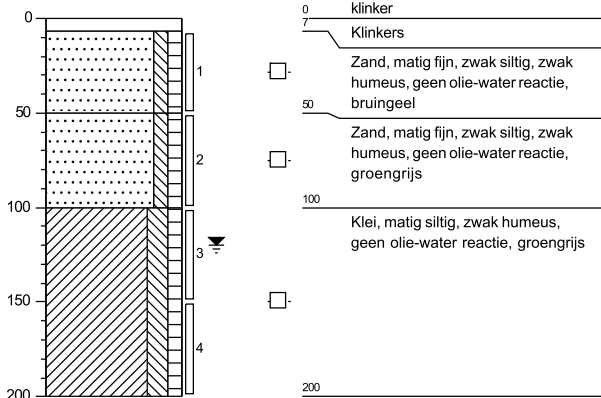 0
50
100
150
200
1
2
3
4
0
klinker
7
Klinkers
Zand, matig fijn, zwak siltig, zwak
humeus, geen olie-water reactie,
bruingeel
50
Zand, matig fijn, zwak siltig, zwak
humeus, geen olie-water reactie,
groengrijs
100
Klei, matig siltig, zwak humeus,
geen olie-water reactie, groengrijs
200